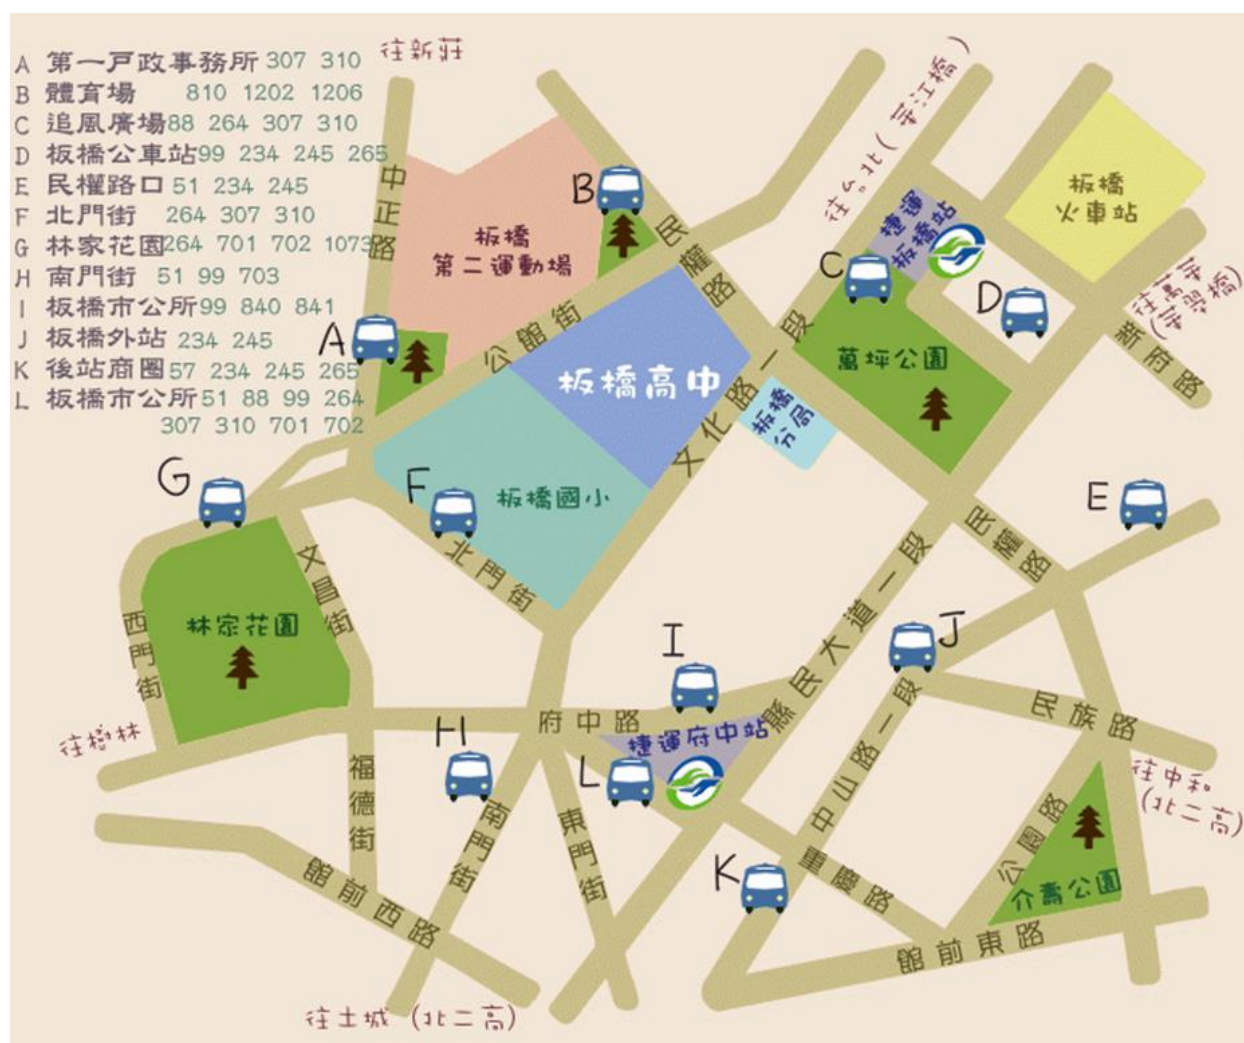 A 第一戸政事務所 307 310
B 體育場 810 1202 1206
C 追風廣場 88 264 307 310
D 板橋公車站 99 234 245 265
E 民權路口 51 234 245
F 北門街 264 307 310
G 林家花園 264 701 702 1073
H 南門街 51 99 703
I 板橋市公所 99 840 841
J 板橋外站 234 245
K 後站商圈 57 234 245 265
L 板橋市公所 51 88 99 264
307 310 701 702
往新莊
往台北(華江橋)
中正路
板橋
第二運動場
B
民權路
捷運
板橋站
板橋
火車站
C
D
往萬華
(華翠橋)
新府路
A
公館街
板橋高中
文化路一段
萬坪公園
板橋
分局
G
F
板橋國小
北門街
E
民權路
文昌街
林家花園
西門街
縣民大道一段
I
J
往樹林
府中路
捷運府中站
中山路一段
民族路
H
L
福德街
南門街
東門街
往中和
(北二高)
公園路
K
重慶路
介壽公園
館前西路
館前東路
往土城 (北二高)